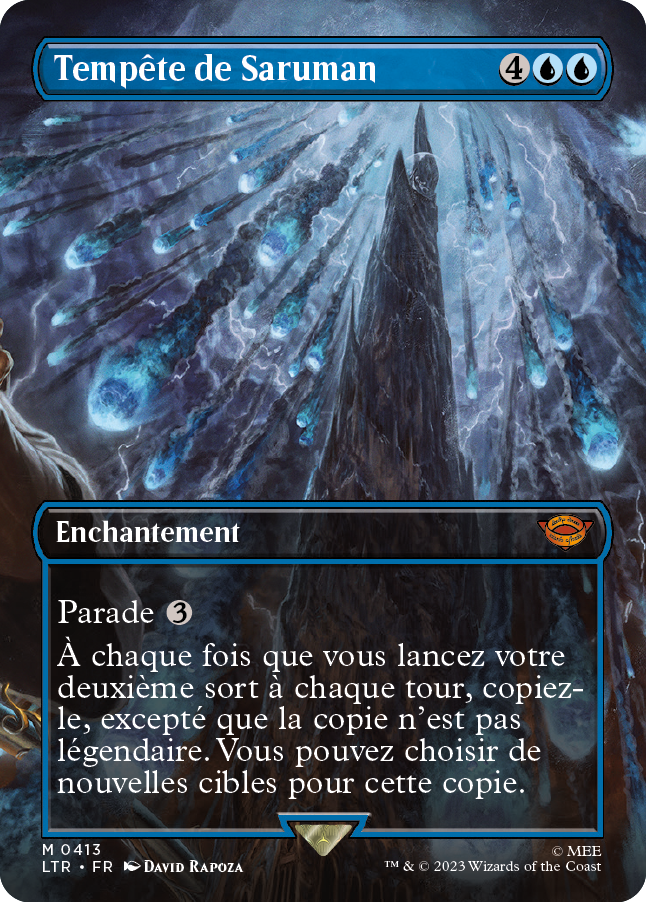 Tempête de Saruman 4
Enchantement
Parade 3
À chaque fois que vous lancez votre
deuxième sort à chaque tour, copiez-
le, excepté que la copie n'est pas
légendaire. Vous pouvez choisir de
nouvelles cibles pour cette copie.
M 0413
LTR • FR David Rapoza
© MEE
™ & © 2023 Wizards of the Coast